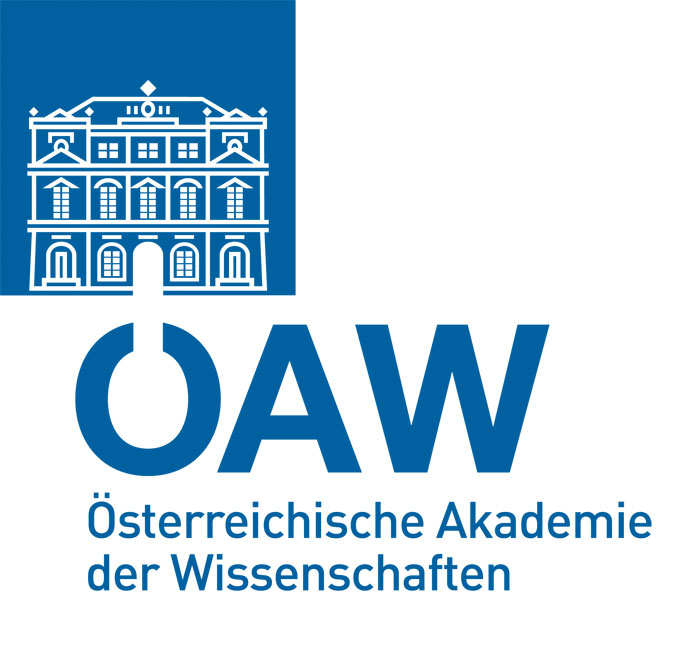 ÖAW
Österreichische Akademie
der Wissenschaften